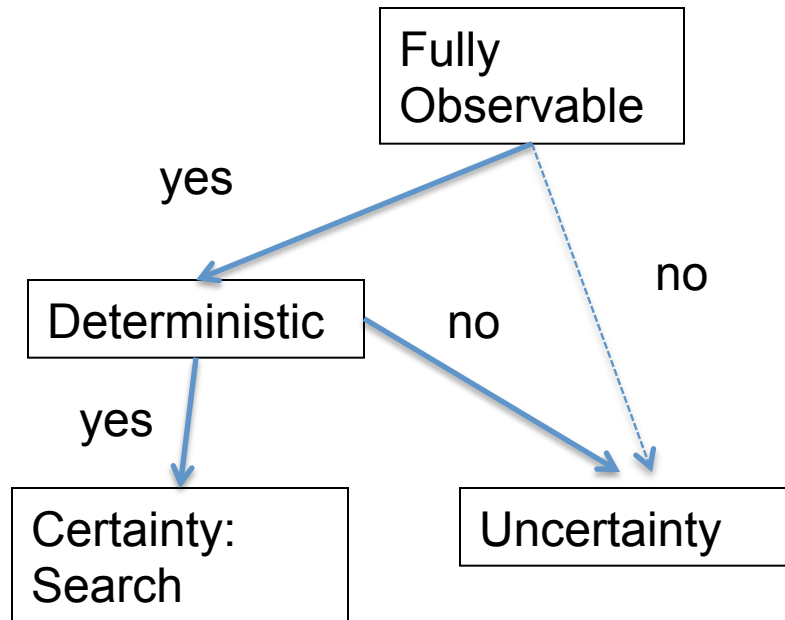 Fully
Observable
yes
no
Deterministic
no
yes
Certainty:
Search
Uncertainty